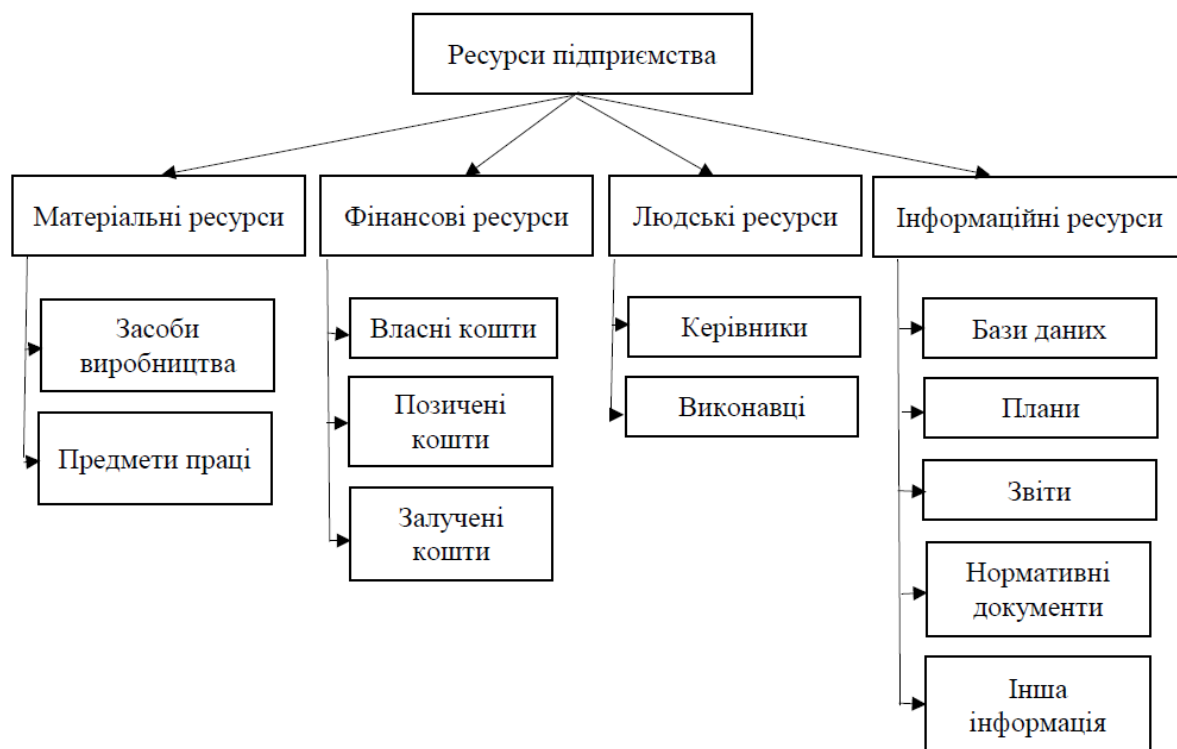 Ресурси підприємства
Матеріальні ресурси
Фінансові ресурси
Людські ресурси
Інформаційні ресурси
Засоби
виробництва
Предмети праці
Власні кошти
Позичені
кошти
Залучені
кошти
Керівники
Виконавці
Бази даних
Плани
Звіти
Нормативні
документи
Інша
інформація